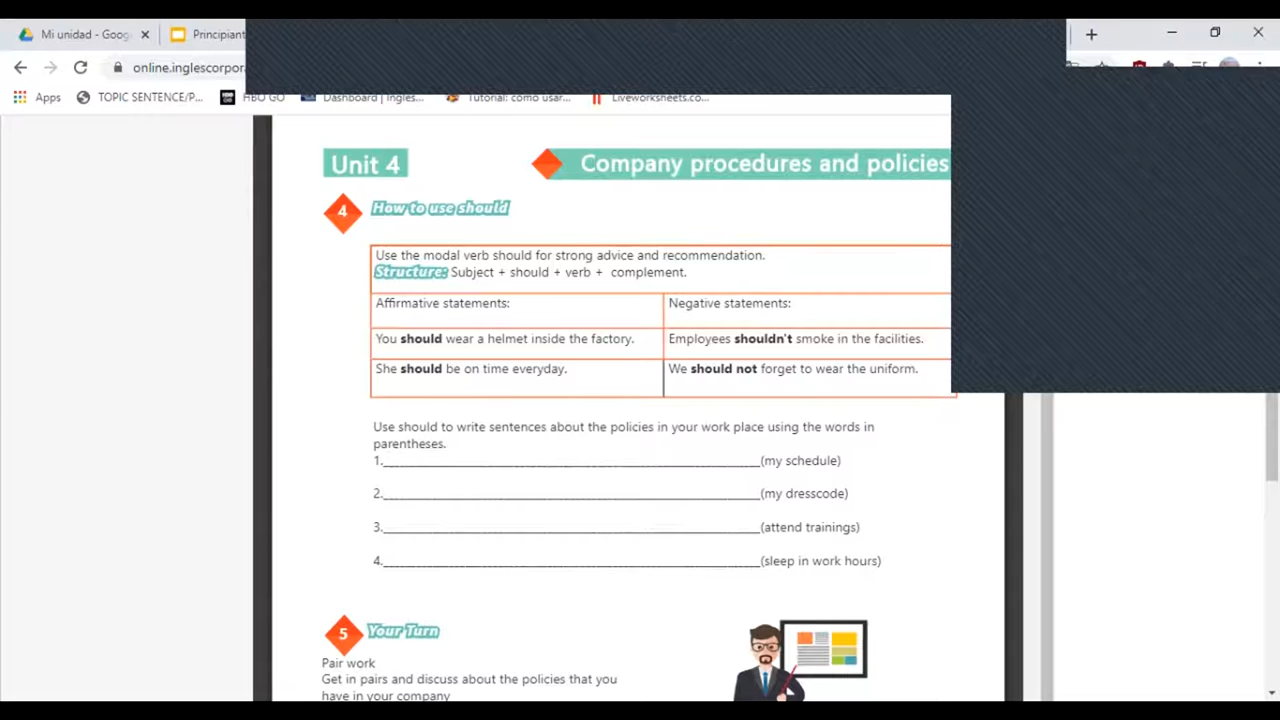 Mi unidad - Goog
Principiant
online.inglescorpora
Apps
TOPIC SENTENCE/P...
HBO GO
Dashboard | Ingles...
Tutorial: cómo usar...
Liveworksheets.co...
Unit 4
Company procedures and policies
4
How to use should
Use the modal verb should for strong advice and recommendation.
Structure: Subject + should + verb + complement.
Affirmative statements:
Negative statements:
You should wear a helmet inside the factory.
Employees shouldn't smoke in the facilities.
She should be on time everyday.
We should not forget to wear the uniform.
Use should to write sentences about the policies in your work place using the words in
parentheses.
1. (my schedule)
2. (my dresscode)
3. (attend trainings)
4. (sleep in work hours)
5
Your Turn
Pair work
Get in pairs and discuss about the policies that you
have in your company